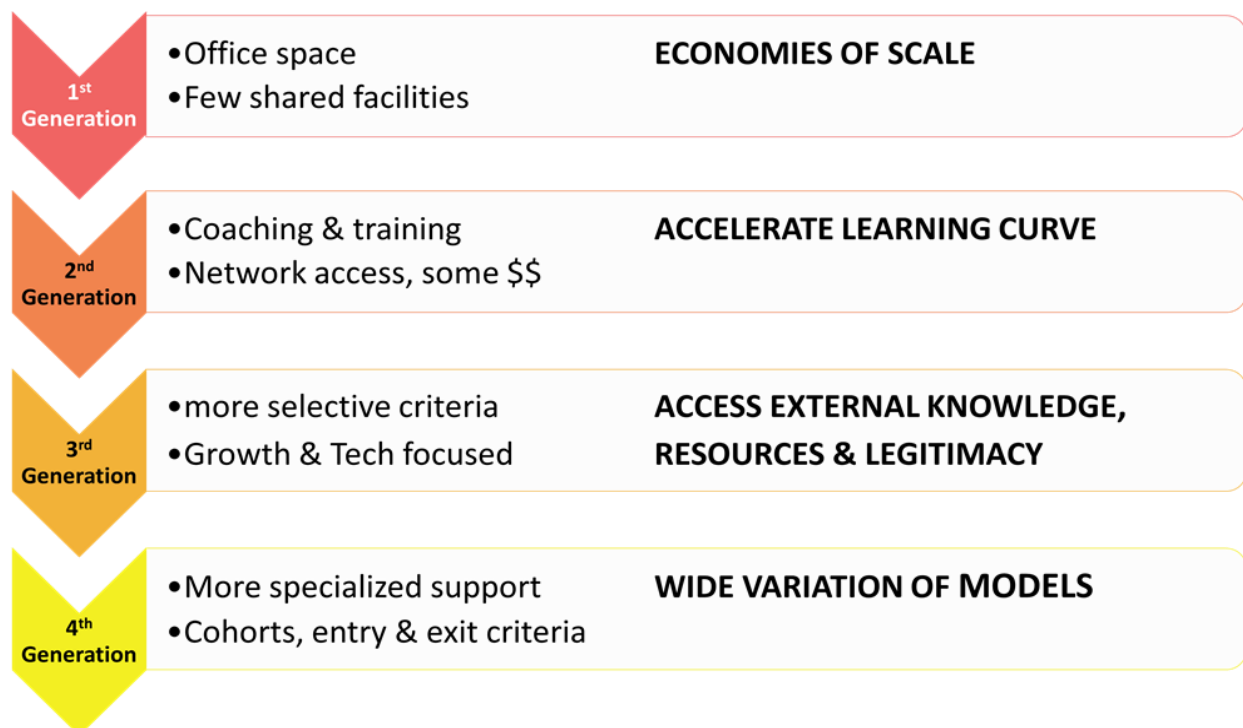 1st
Generation
•Office space
•Few shared facilities
ECONOMIES OF SCALE
2nd
Generation
•Coaching & training
•Network access, some $$
ACCELERATE LEARNING CURVE
3rd
Generation
•more selective criteria
•Growth & Tech focused
ACCESS EXTERNAL KNOWLEDGE,
RESOURCES & LEGITIMACY
4th
Generation
•More specialized support
•Cohorts, entry & exit criteria
WIDE VARIATION OF MODELS